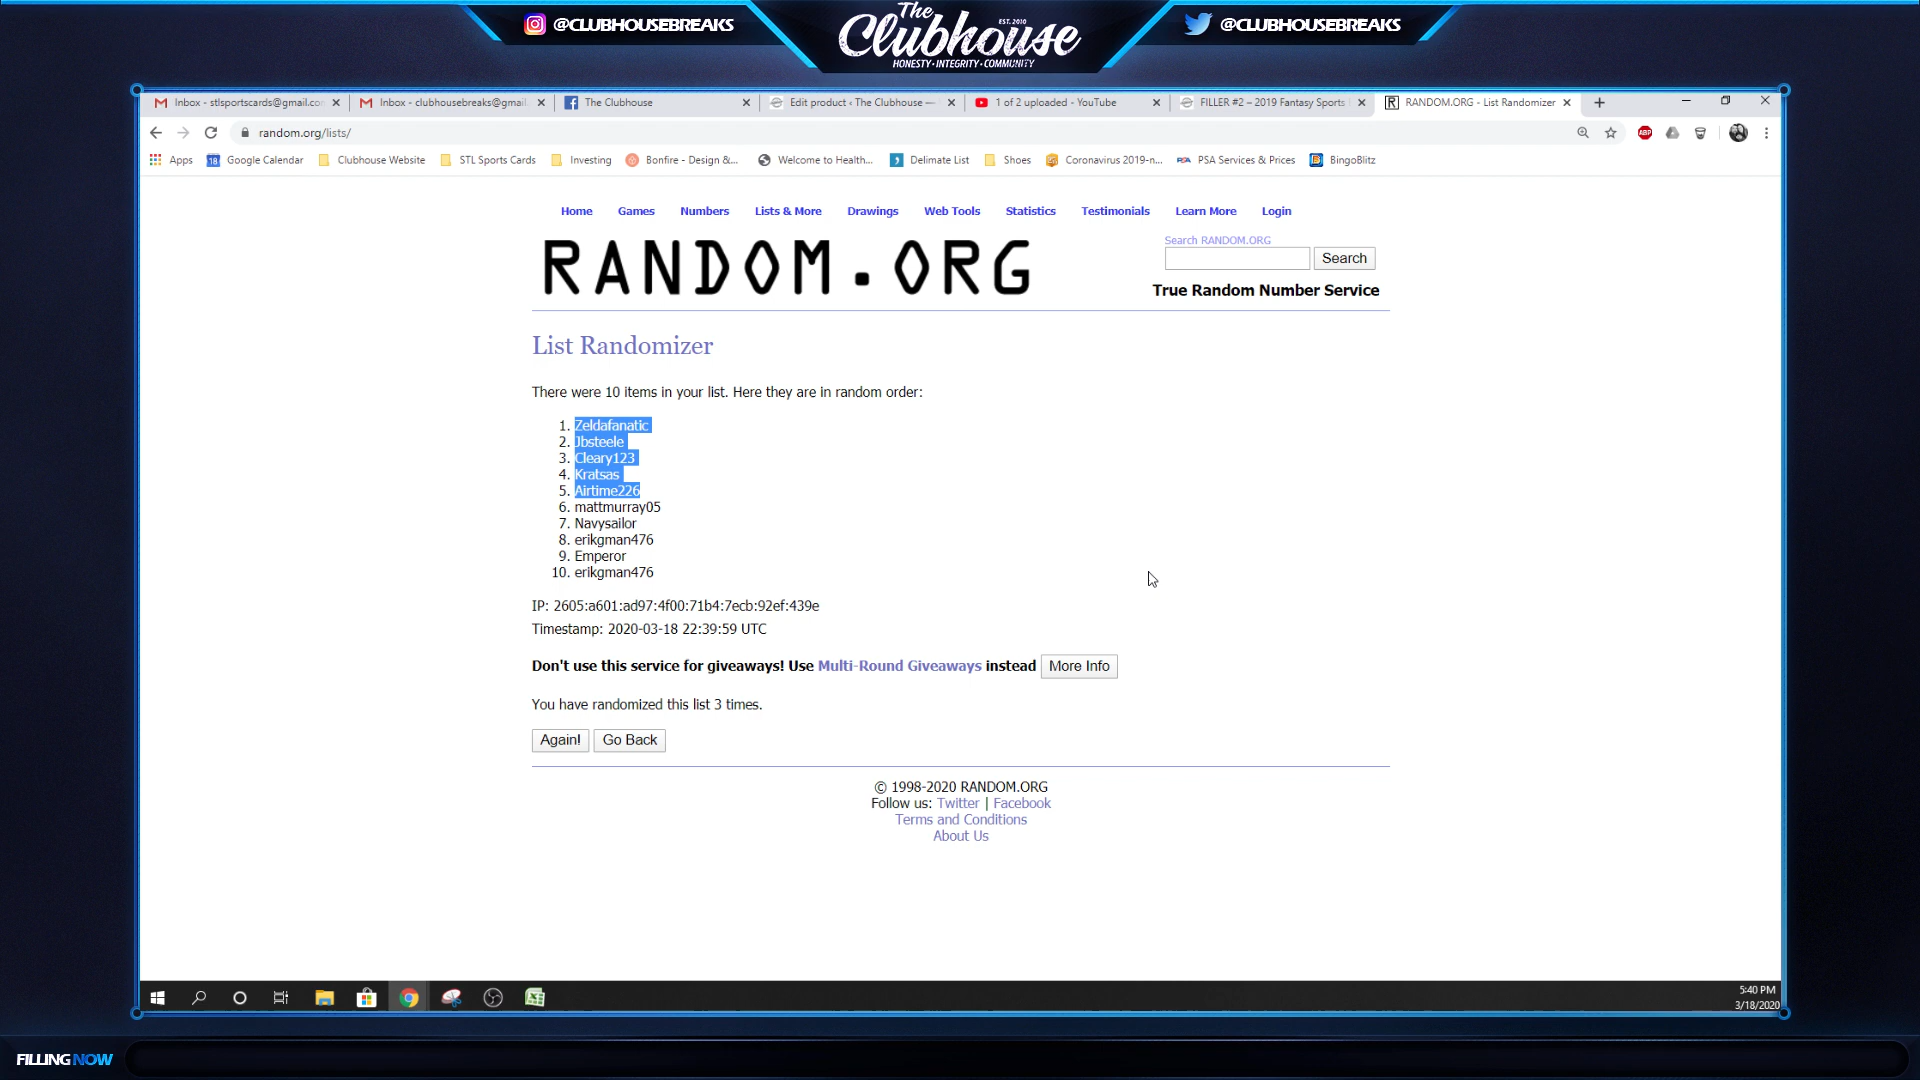 @CLUBHOUSEBREAKS
The Clubhouse
EST. 2010
HONESTY•INTEGRITY•COMMUNITY
@CLUBHOUSEBREAKS
Inbox - stlsportscards@gmail.co
Inbox - clubhousebreaks@gmail.
The Clubhouse
Edit product ‹ The Clubhouse —
1 of 2 uploaded - YouTube
FILLER #2 – 2019 Fantasy Sports
RANDOM.ORG - List Randomizer
random.org/lists/
ABP
Apps
18
Google Calendar
Clubhouse Website
STL Sports Cards
Investing
Bonfire - Design &...
Welcome to Health...
Delimate List
Shoes
Coronavirus 2019-n...
PSA
PSA Services & Prices
BingoBlitz
Home Games Numbers Lists & More Drawings Web Tools Statistics Testimonials Learn More Login
RANDOM.ORG
Search RANDOM.ORG
Search
True Random Number Service
List Randomizer
There were 10 items in your list. Here they are in random order:
1. Zeldafanatic
2. Jbsteele
3. Cleary123
4. Kratsas
5. Airtime226
6. mattmurray05
7. Navysailor
8. erikgman476
9. Emperor
10. erikgman476
IP: 2605:a601:ad97:4f00:71b4:7ecb:92ef:439e
Timestamp: 2020-03-18 22:39:59 UTC
Don't use this service for giveaways! Use Multi-Round Giveaways instead More Info
You have randomized this list 3 times.
Again! Go Back
© 1998-2020 RANDOM.ORG
Follow us: Twitter | Facebook
Terms and Conditions
About Us
5:40 PM
3/18/2020
FILLING NOW